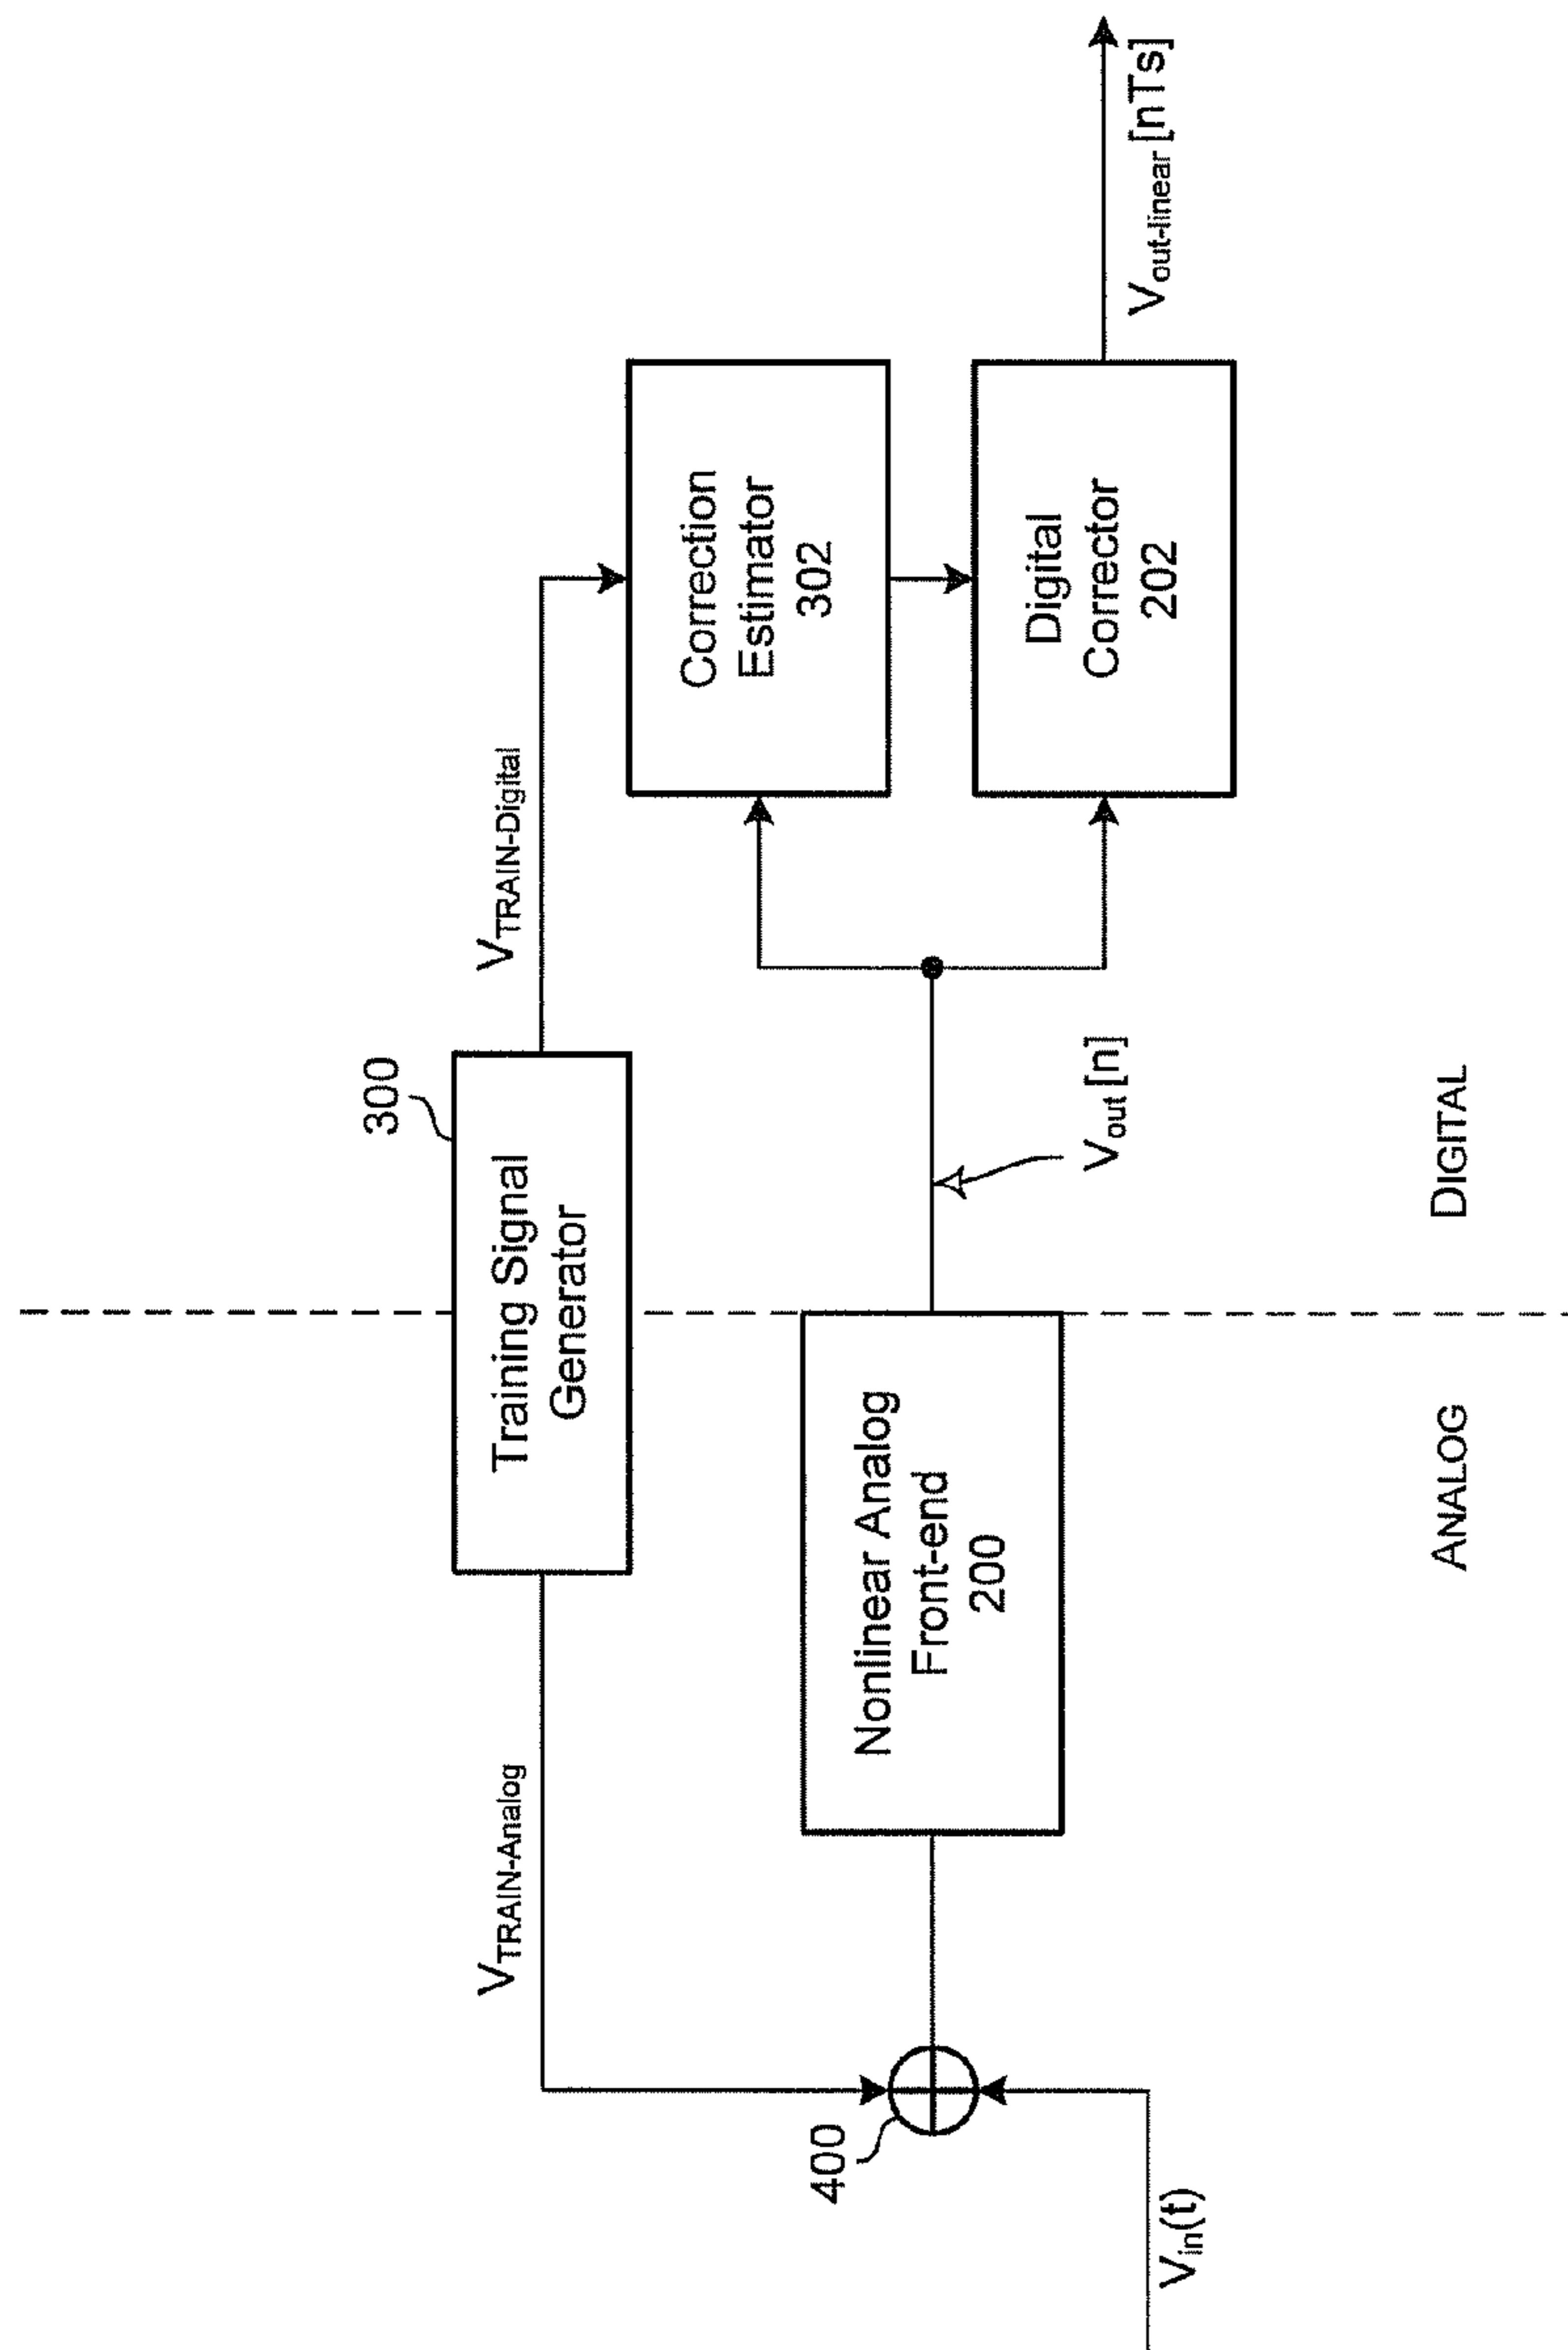 300
Training Signal
Generator
V_TRAIN-Analog
V_TRAIN-Digital
Correction
Estimator
302
400
Nonlinear Analog
Front-end
200
V_out [n]
Digital
Corrector
202
V_in(t)
V_out-linear [nTs]
ANALOG
DIGITAL